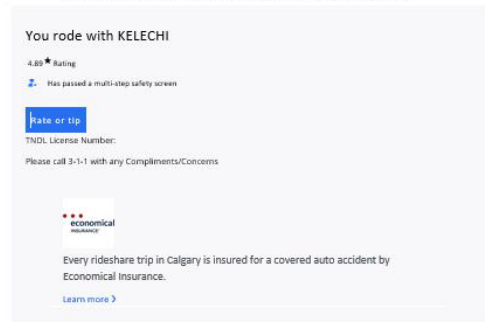 You rode with KELECHI
4.89 ★ Rating
Has passed a multi-step safety screen
Rate or tip
TNDL License Number:
Please call 3-1-1 with any Compliments/Concerns
economical
INSURANCE
Every rideshare trip in Calgary is insured for a covered auto accident by
Economical Insurance.
Learn more >